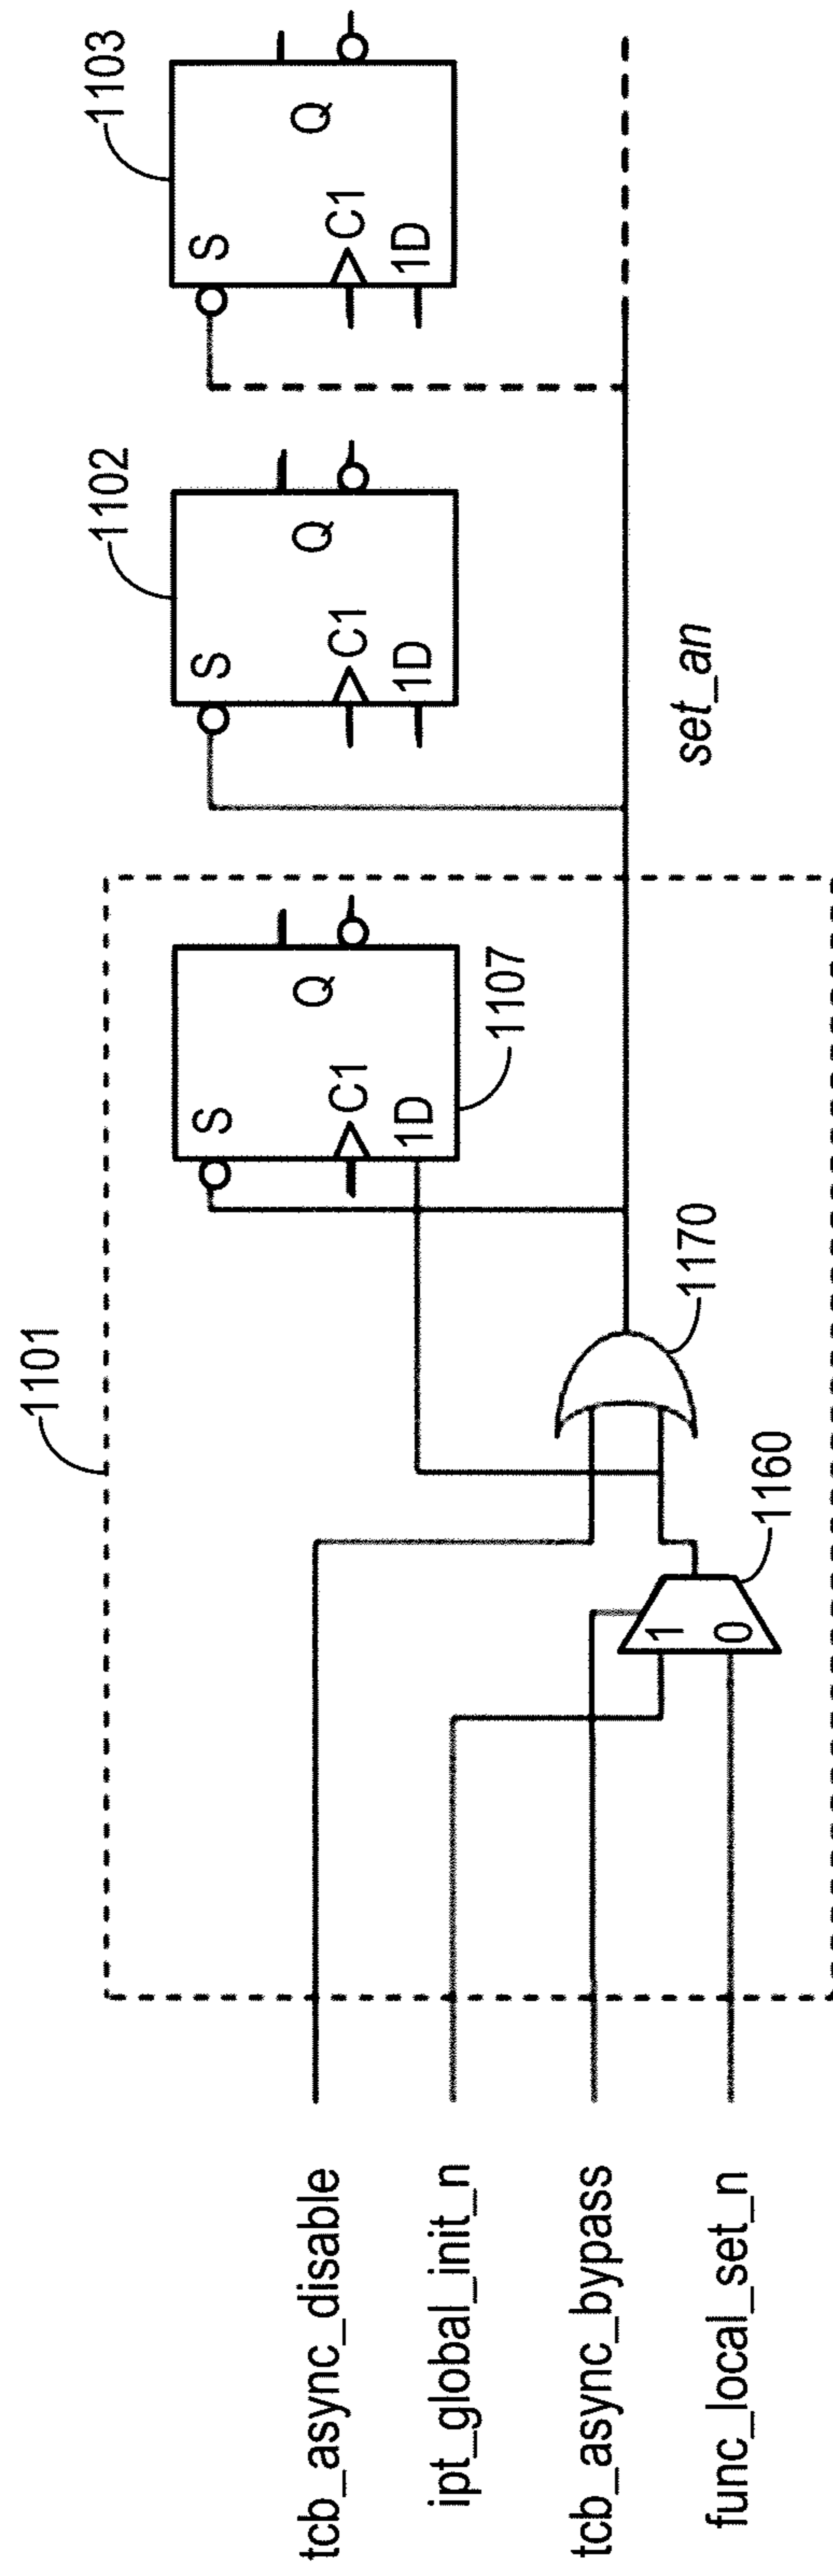 1101
1102
1103
S
C1
1D
Q
1107
S
C1
1D
Q
S
C1
1D
Q
tcb_async_disable
ipt_global_init_n
tcb_async_bypass
func_local_set_n
1
0
1160
1170
set_an